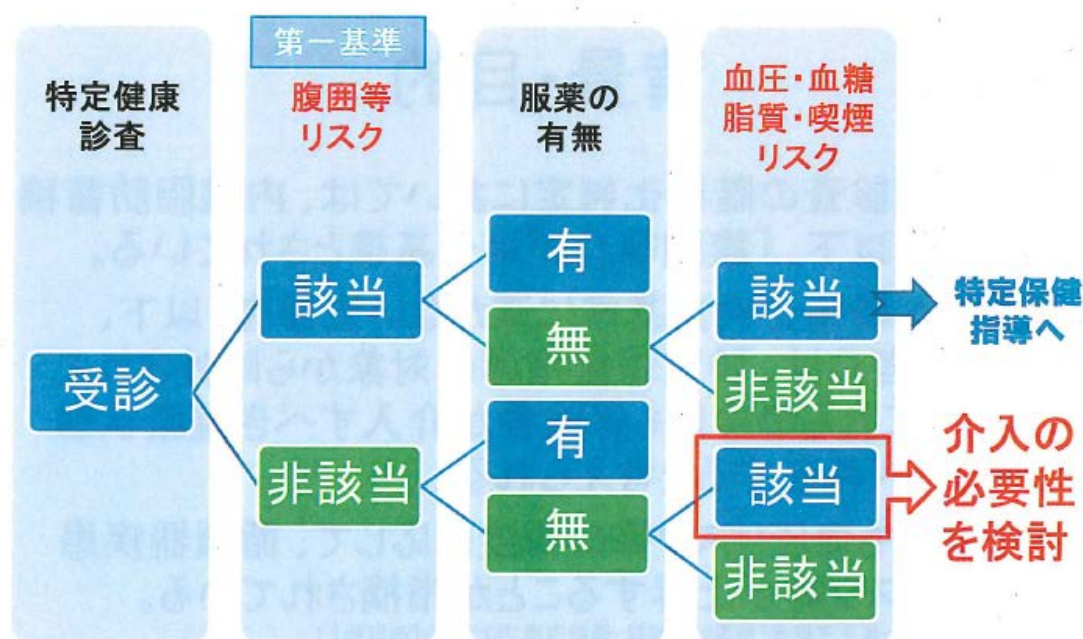 第一基準
特定健康
診査
腹囲等
リスク
服薬の
有無
血圧・血糖
脂質・喫煙
リスク
受診
該当
非該当
有
無
有
無
該当
非該当
該当
非該当
特定保健
指導へ
介入の
必要性
を検討